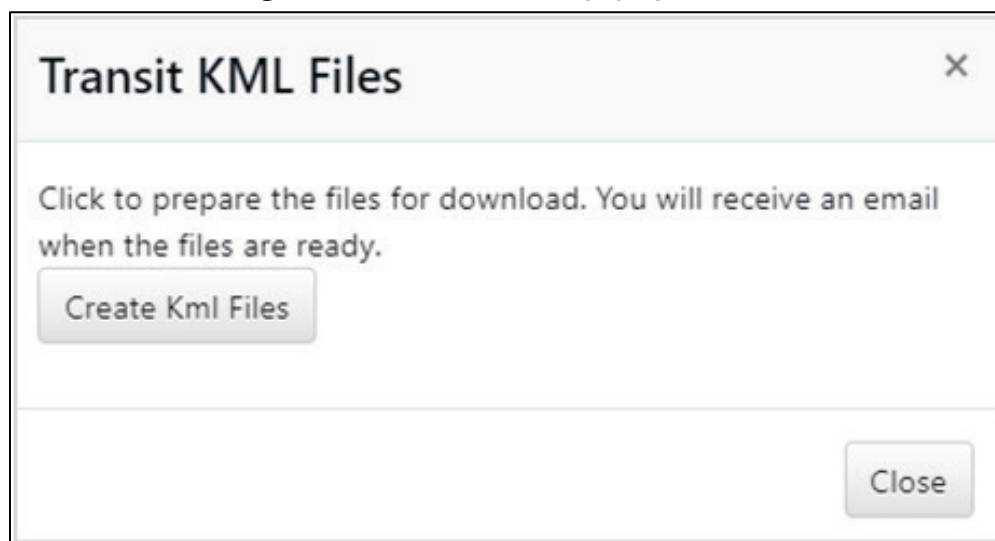 Transit KML Files
×
Click to prepare the files for download. You will receive an email
when the files are ready.
Create Kml Files
Close